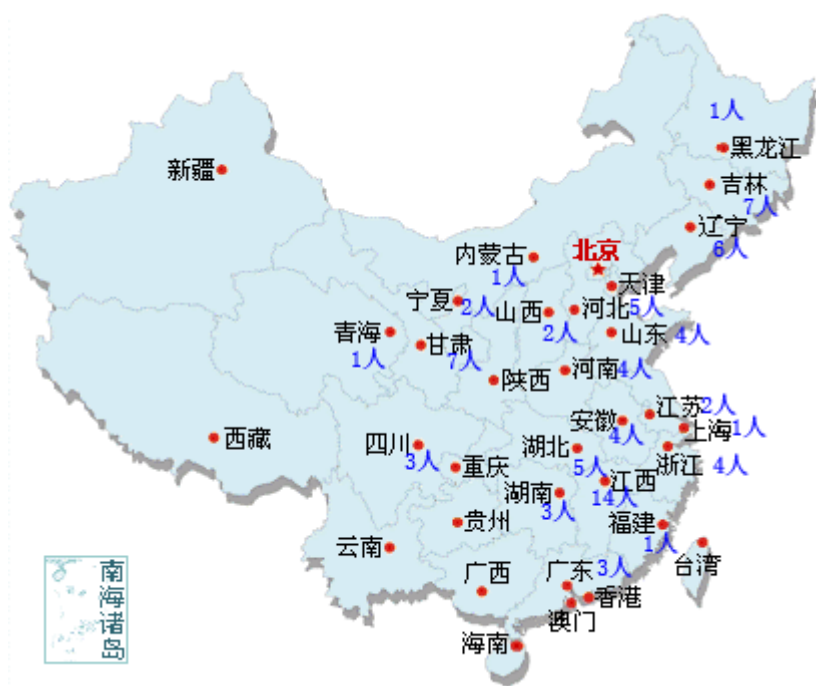 1人
黑龙江
新疆
吉林
7人
辽宁
6人
北京
内蒙古
1人
天津
宁夏
2人
山西
2人
河北
5人
青海
1人
甘肃
7人
山东
4人
陕西
河南
4人
江苏
2人
安徽
4人
上海
1人
西藏
四川
3人
湖北
5人
浙江
4人
重庆
江西
14人
湖南
3人
贵州
福建
1人
云南
台湾
广西
广东
3人
香港
澳门
海南
南海诸岛